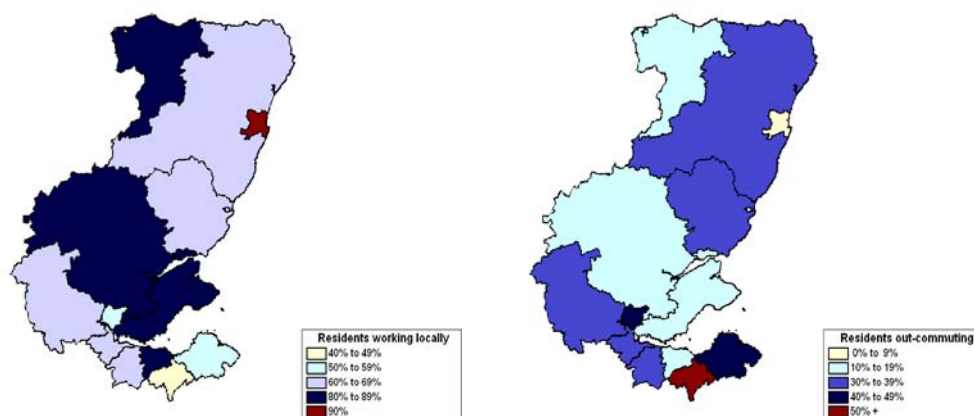 Residents working locally
40% to 49%
50% to 59%
60% to 69%
80% to 89%
90%
Residents out-commuting
0% to 9%
10% to 19%
30% to 39%
40% to 49%
50% +